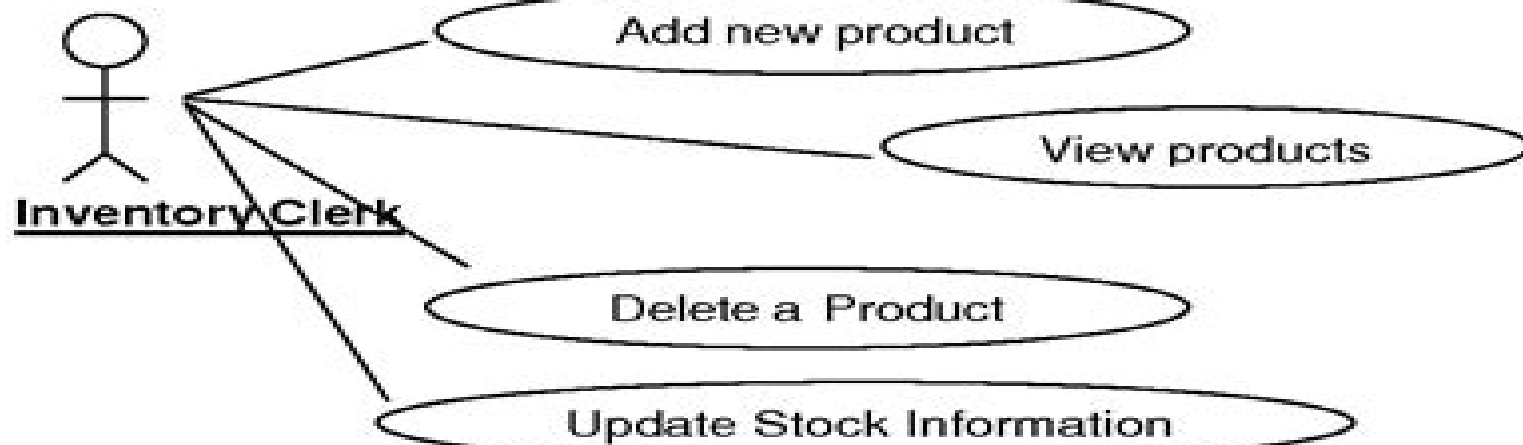 Add new product
View products
Inventory Clerk
Delete a Product
Update Stock Information